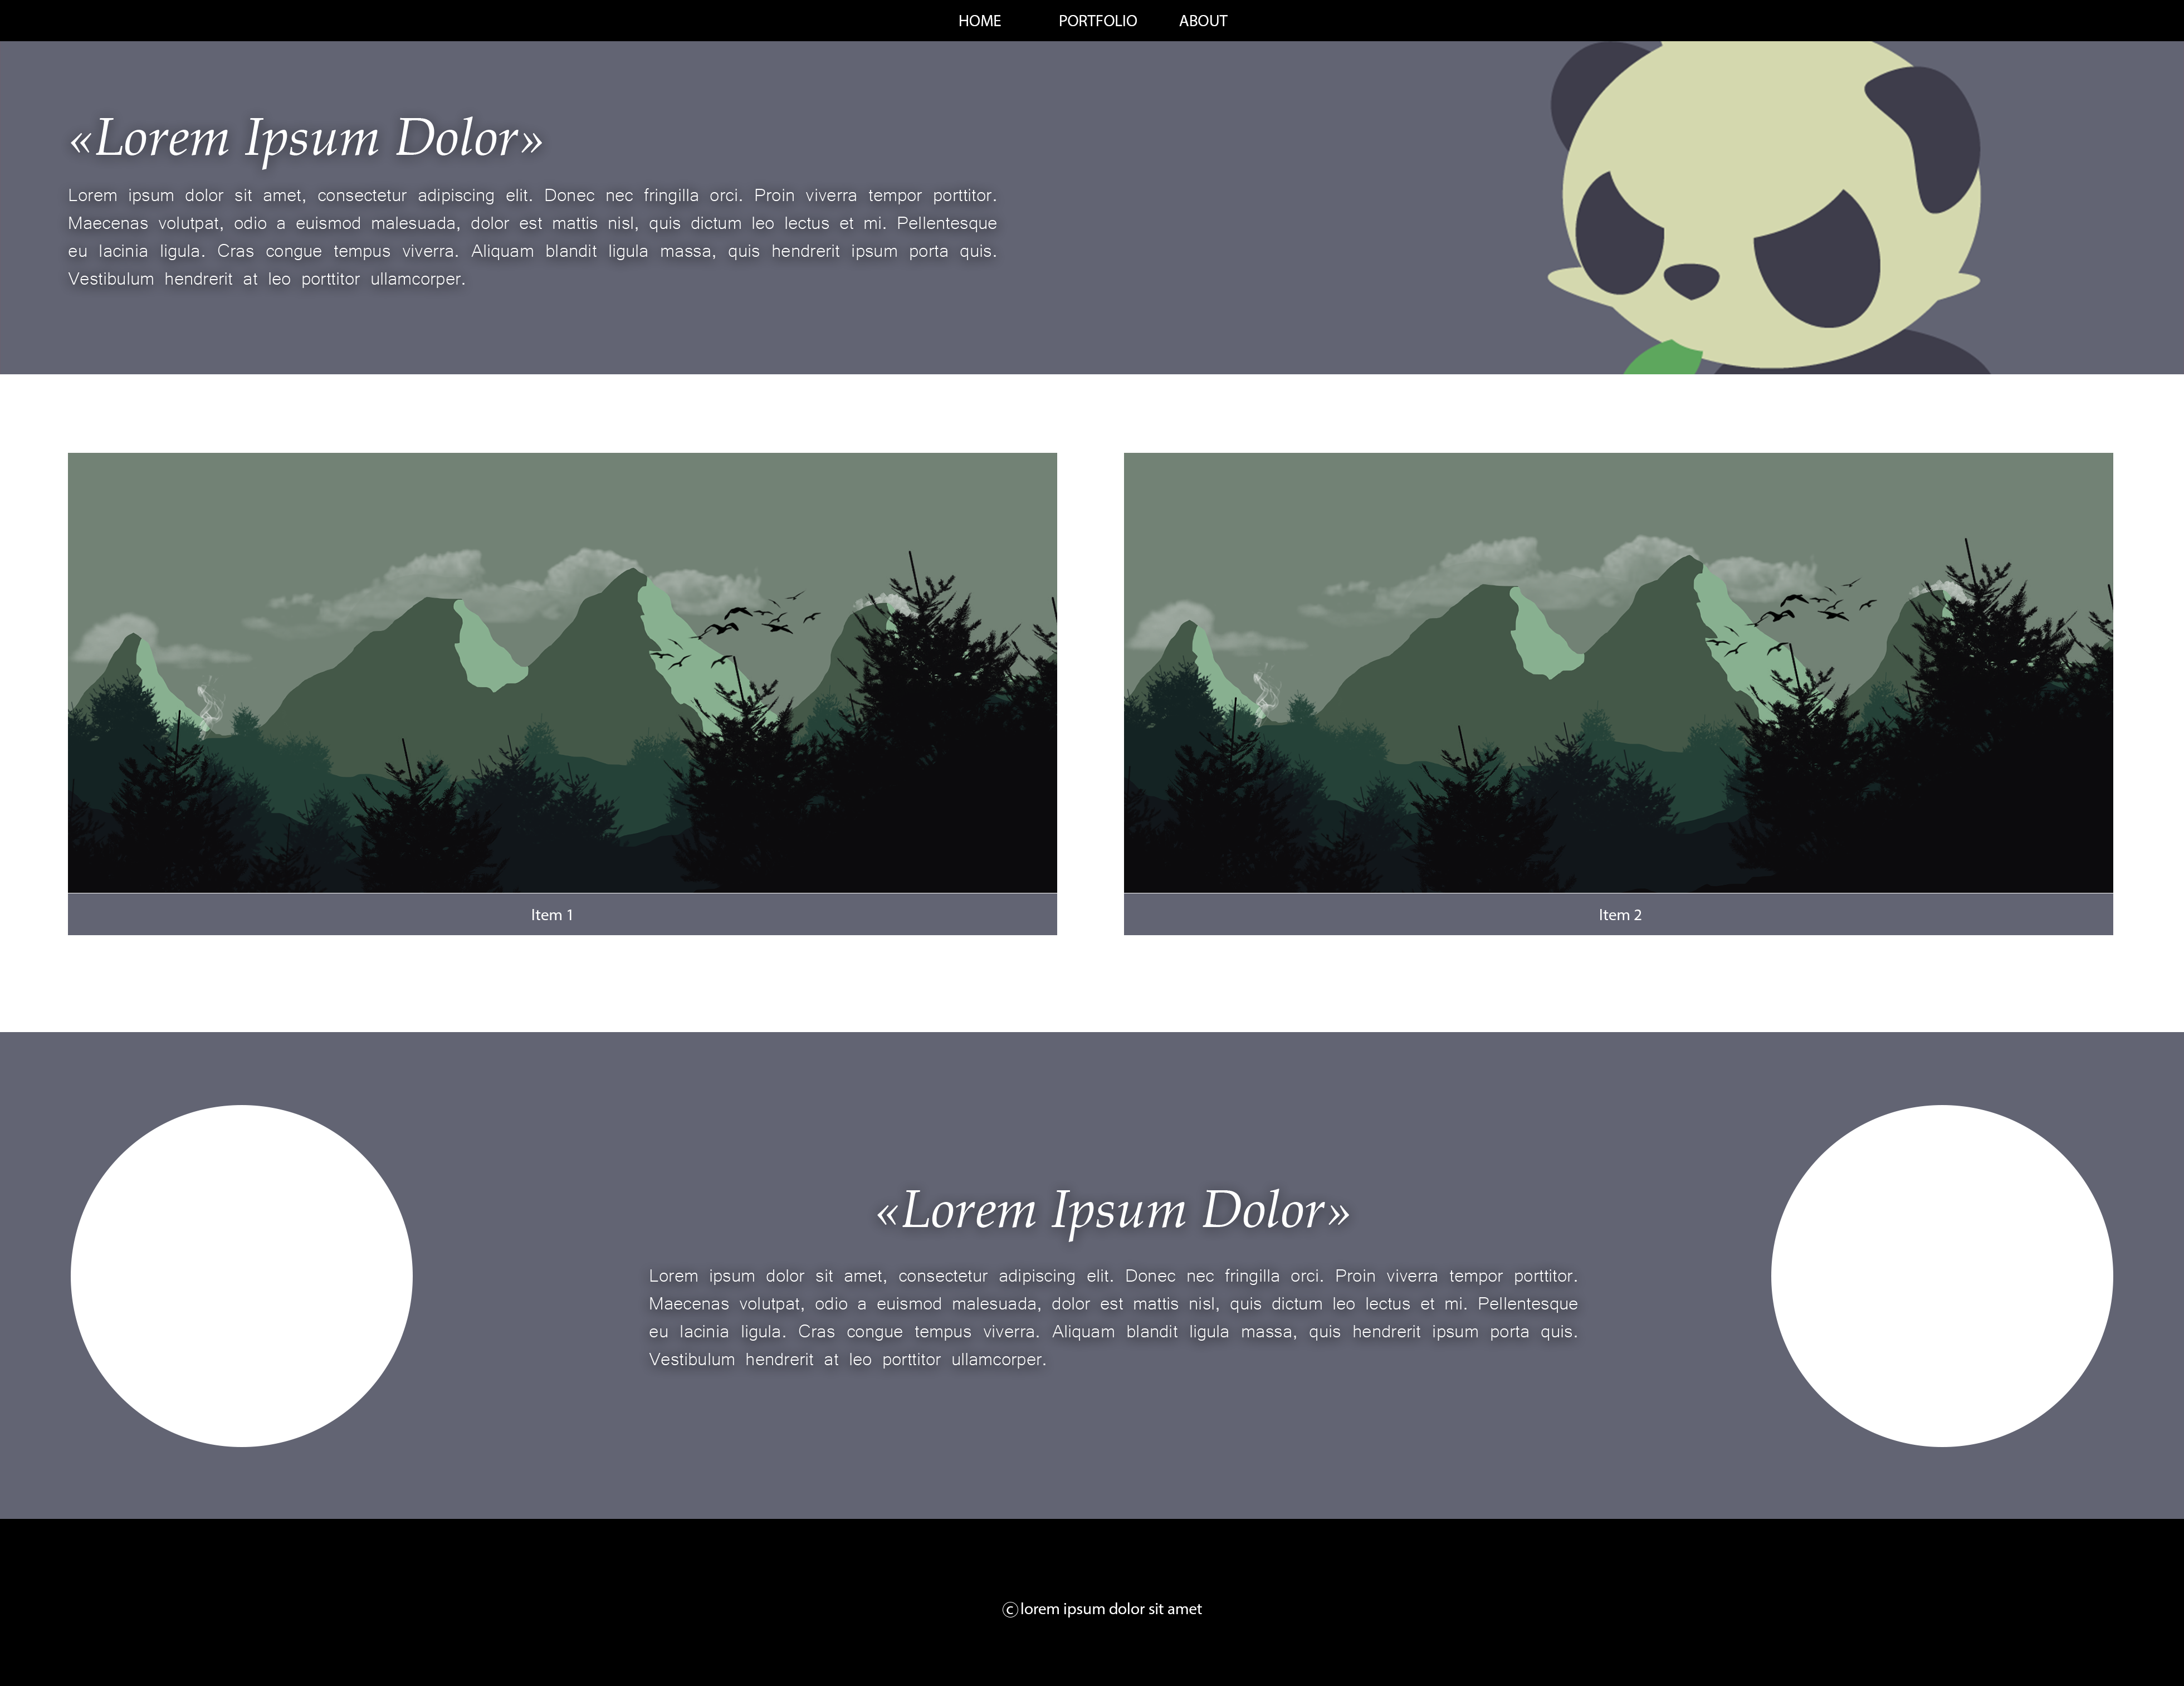 HOME PORTFOLIO ABOUT
«Lorem Ipsum Dolor»
Lorem ipsum dolor sit amet, consectetur adipiscing elit. Donec nec fringilla orci. Proin viverra tempor porttitor.
Maecenas volutpat, odio a euismod malesuada, dolor est mattis nisl, quis dictum leo lectus et mi. Pellentesque
eu lacinia ligula. Cras congue tempus viverra. Aliquam blandit ligula massa, quis hendrerit ipsum porta quis.
Vestibulum hendrerit at leo porttitor ullamcorper.
Item 1
Item 2
«Lorem Ipsum Dolor»
Lorem ipsum dolor sit amet, consectetur adipiscing elit. Donec nec fringilla orci. Proin viverra tempor porttitor.
Maecenas volutpat, odio a euismod malesuada, dolor est mattis nisl, quis dictum leo lectus et mi. Pellentesque
eu lacinia ligula. Cras congue tempus viverra. Aliquam blandit ligula massa, quis hendrerit ipsum porta quis.
Vestibulum hendrerit at leo porttitor ullamcorper.
ⓒlorem ipsum dolor sit amet